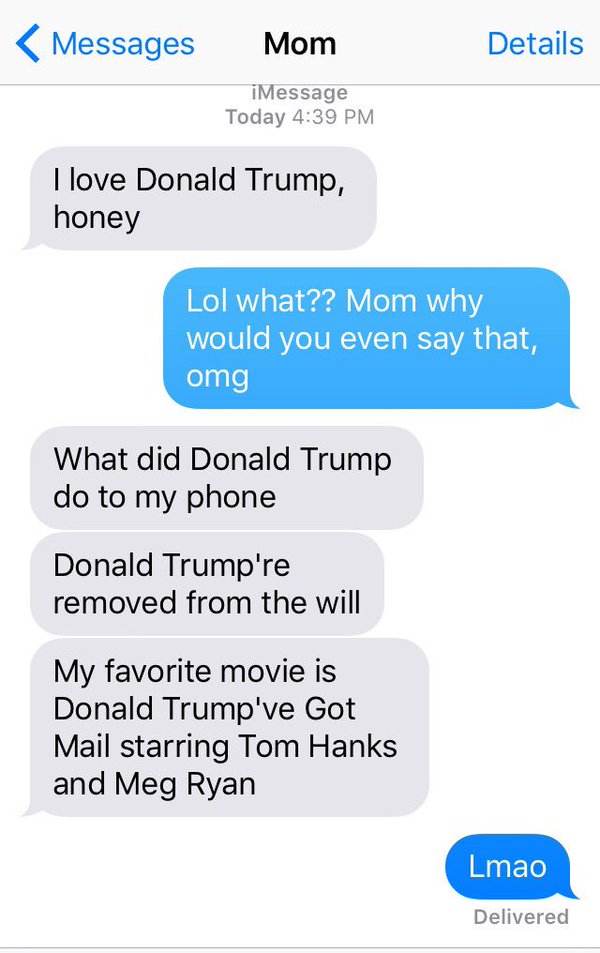 Messages Mom Details
iMessage
Today 4:39 PM
I love Donald Trump,
honey
Lol what?? Mom why
would you even say that,
omg
What did Donald Trump
do to my phone
Donald Trump're
removed from the will
My favorite movie is
Donald Trump've Got
Mail starring Tom Hanks
and Meg Ryan
Lmao
Delivered